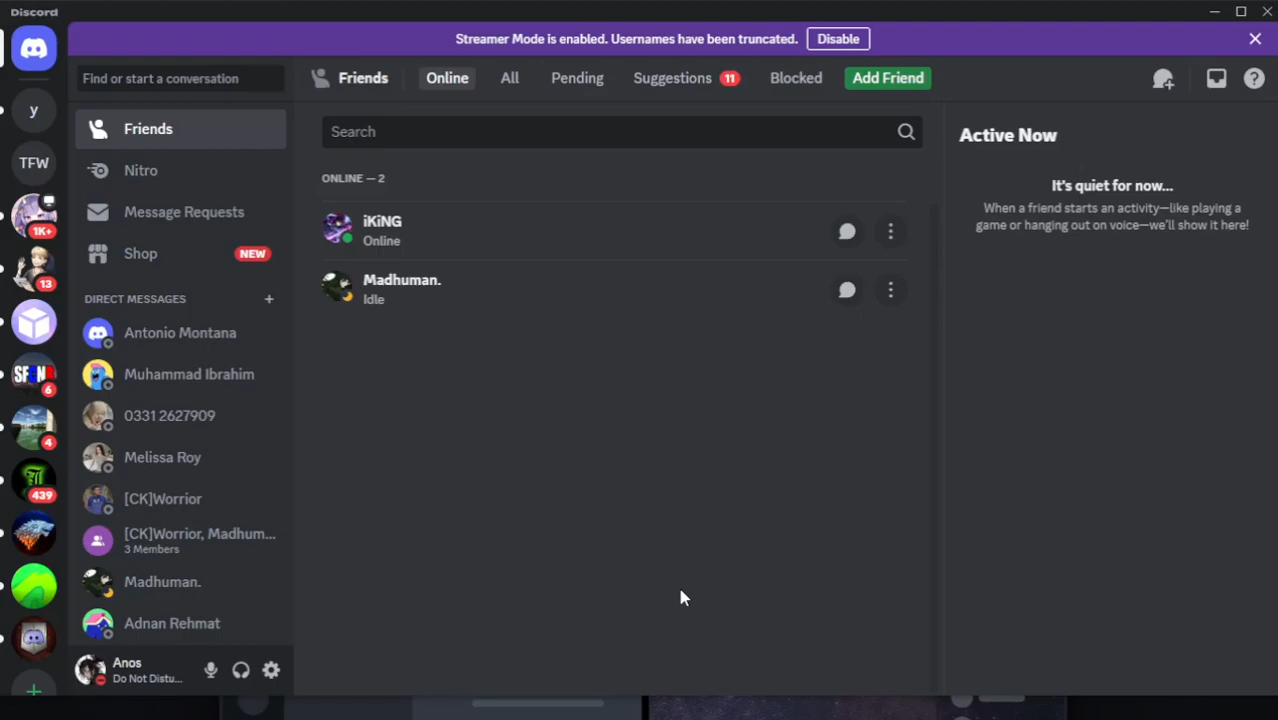 Discord
Streamer Mode is enabled. Usernames have been truncated.
Disable
Find or start a conversation
Friends
Online
All
Pending
Suggestions
11
Blocked
Add Friend
y
TFW
1K+
13
SFGNR
6
4
439
Friends
Nitro
Message Requests
Shop
NEW
DIRECT MESSAGES
Antonio Montana
Muhammad Ibrahim
0331 2627909
Melissa Roy
[CK]Worrior
[CK]Worrior, Madhum...
3 Members
Madhuman.
Adnan Rehmat
Anos
Do Not Distu...
Search
ONLINE — 2
iKiNG
Online
Madhuman.
Idle
Active Now
It's quiet for now...
When a friend starts an activity—like playing a
game or hanging out on voice—we'll show it here!